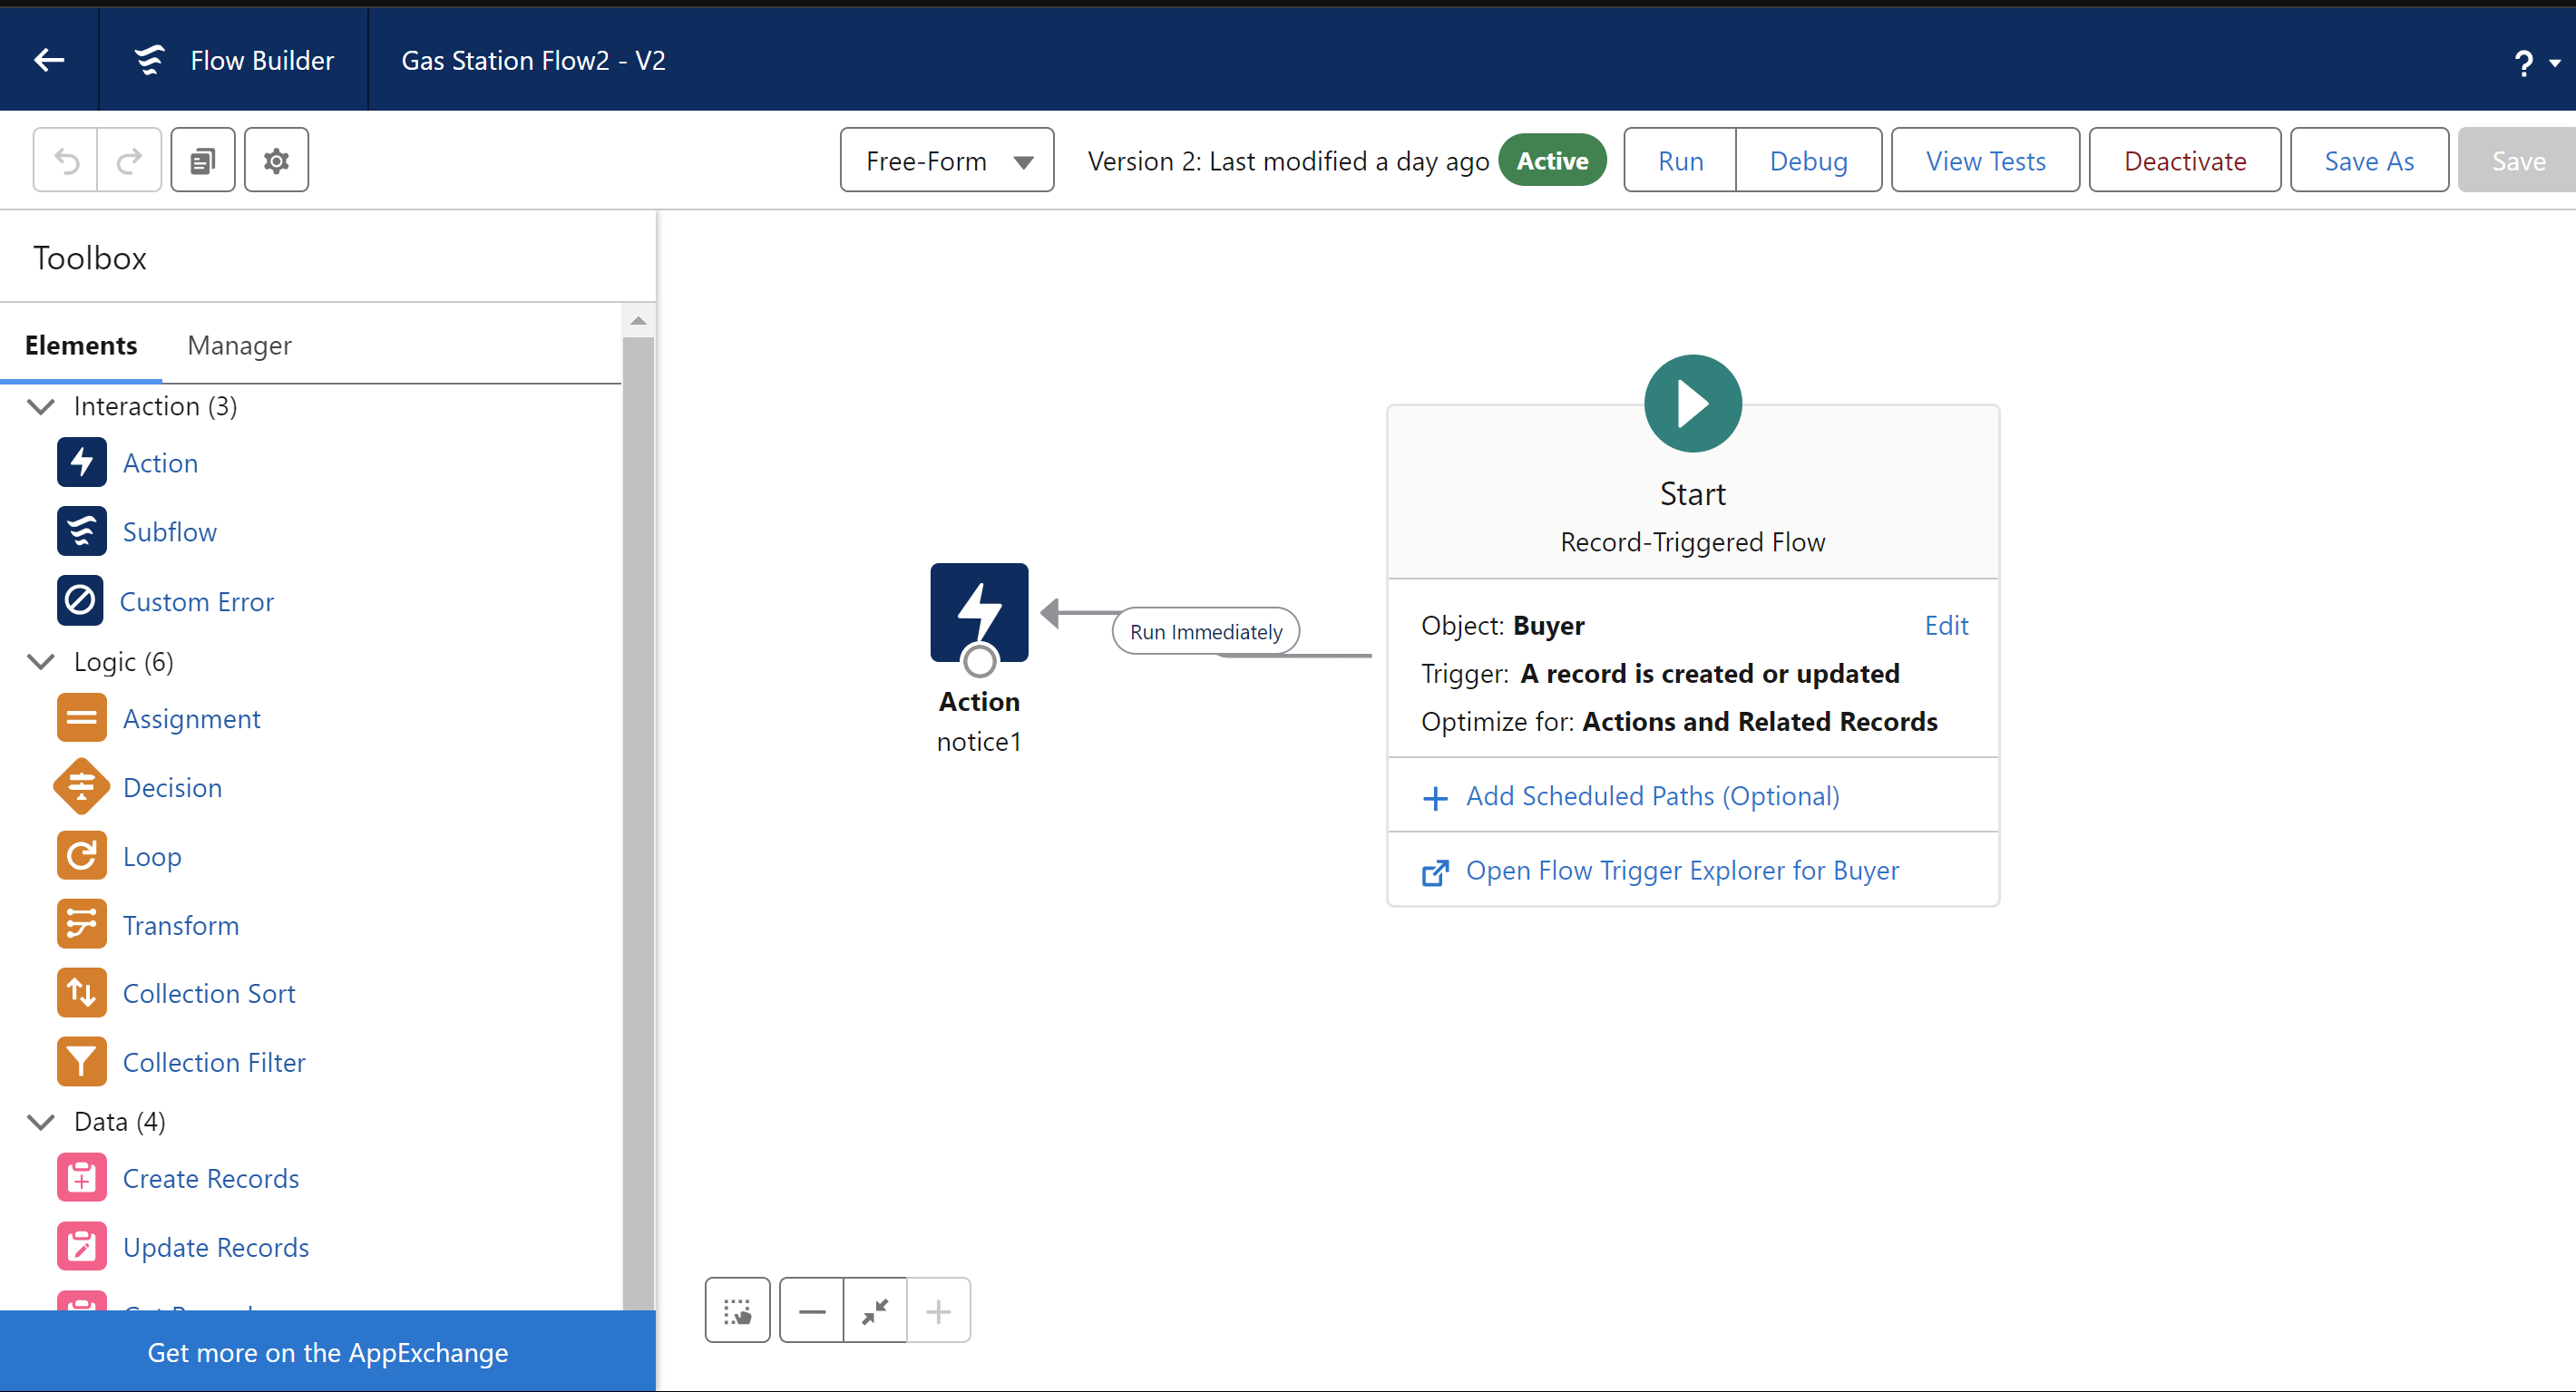 Flow Builder
Gas Station Flow2 - V2
?
Free-Form
Version 2: Last modified a day ago
Active
Run
Debug
View Tests
Deactivate
Save As
Save
Toolbox
Elements
Manager
Interaction (3)
Action
Subflow
Custom Error
Logic (6)
Assignment
Decision
Loop
Transform
Collection Sort
Collection Filter
Data (4)
Create Records
Update Records
Get more on the AppExchange
Action
notice1
Run Immediately
Start
Record-Triggered Flow
Object: Buyer
Edit
Trigger: A record is created or updated
Optimize for: Actions and Related Records
Add Scheduled Paths (Optional)
Open Flow Trigger Explorer for Buyer